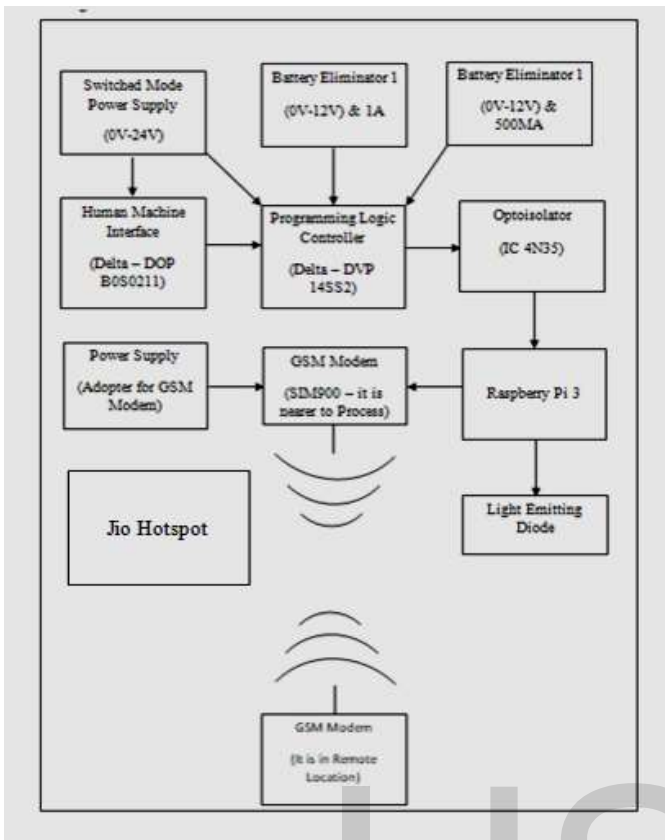 Switched Mode
Power Supply
(0V-24V)
Battery Eliminator 1
(0V-12V) & 1A
Battery Eliminator 1
(0V-12V) &
500MA
Human Machine
Interface
(Delta – DOP
B0S0211)
Programming Logic
Controller
(Delta – DVP
14SS2)
Optoisolator
(IC 4N35)
Power Supply
(Adopter for GSM
Modem)
GSM Modem
(SIM900 – it is
nearer to Process)
Raspberry Pi 3
Jio Hotspot
Light Emitting
Diode
GSM Modem
(It is in Remote
Location)